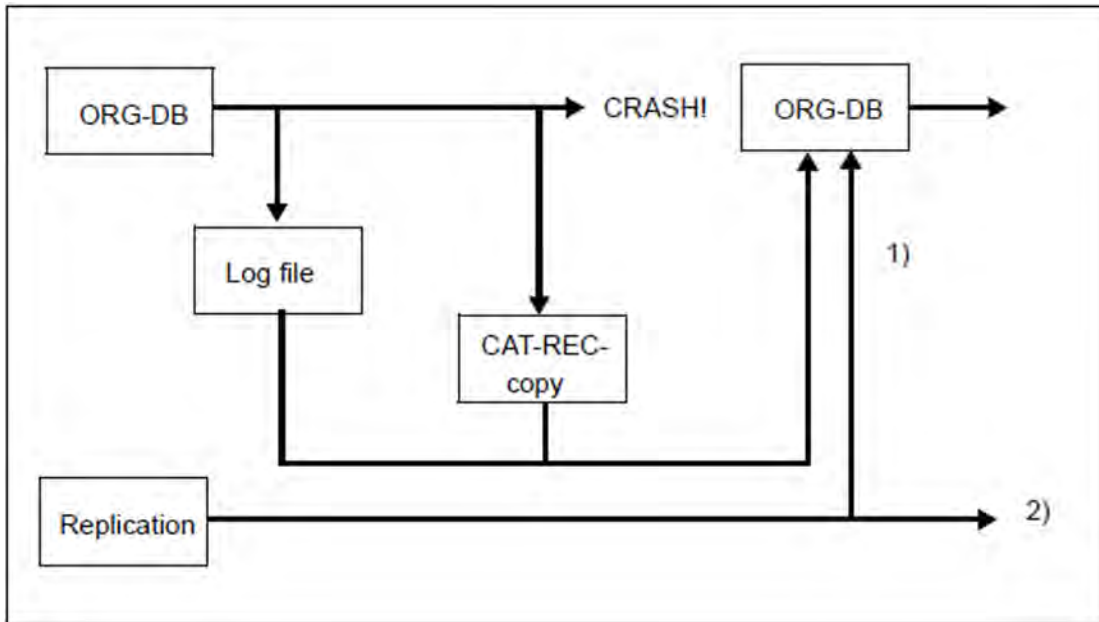 ORG-DB
CRASH!
ORG-DB
Log file
1)
CAT-REC-
copy
Replication
2)